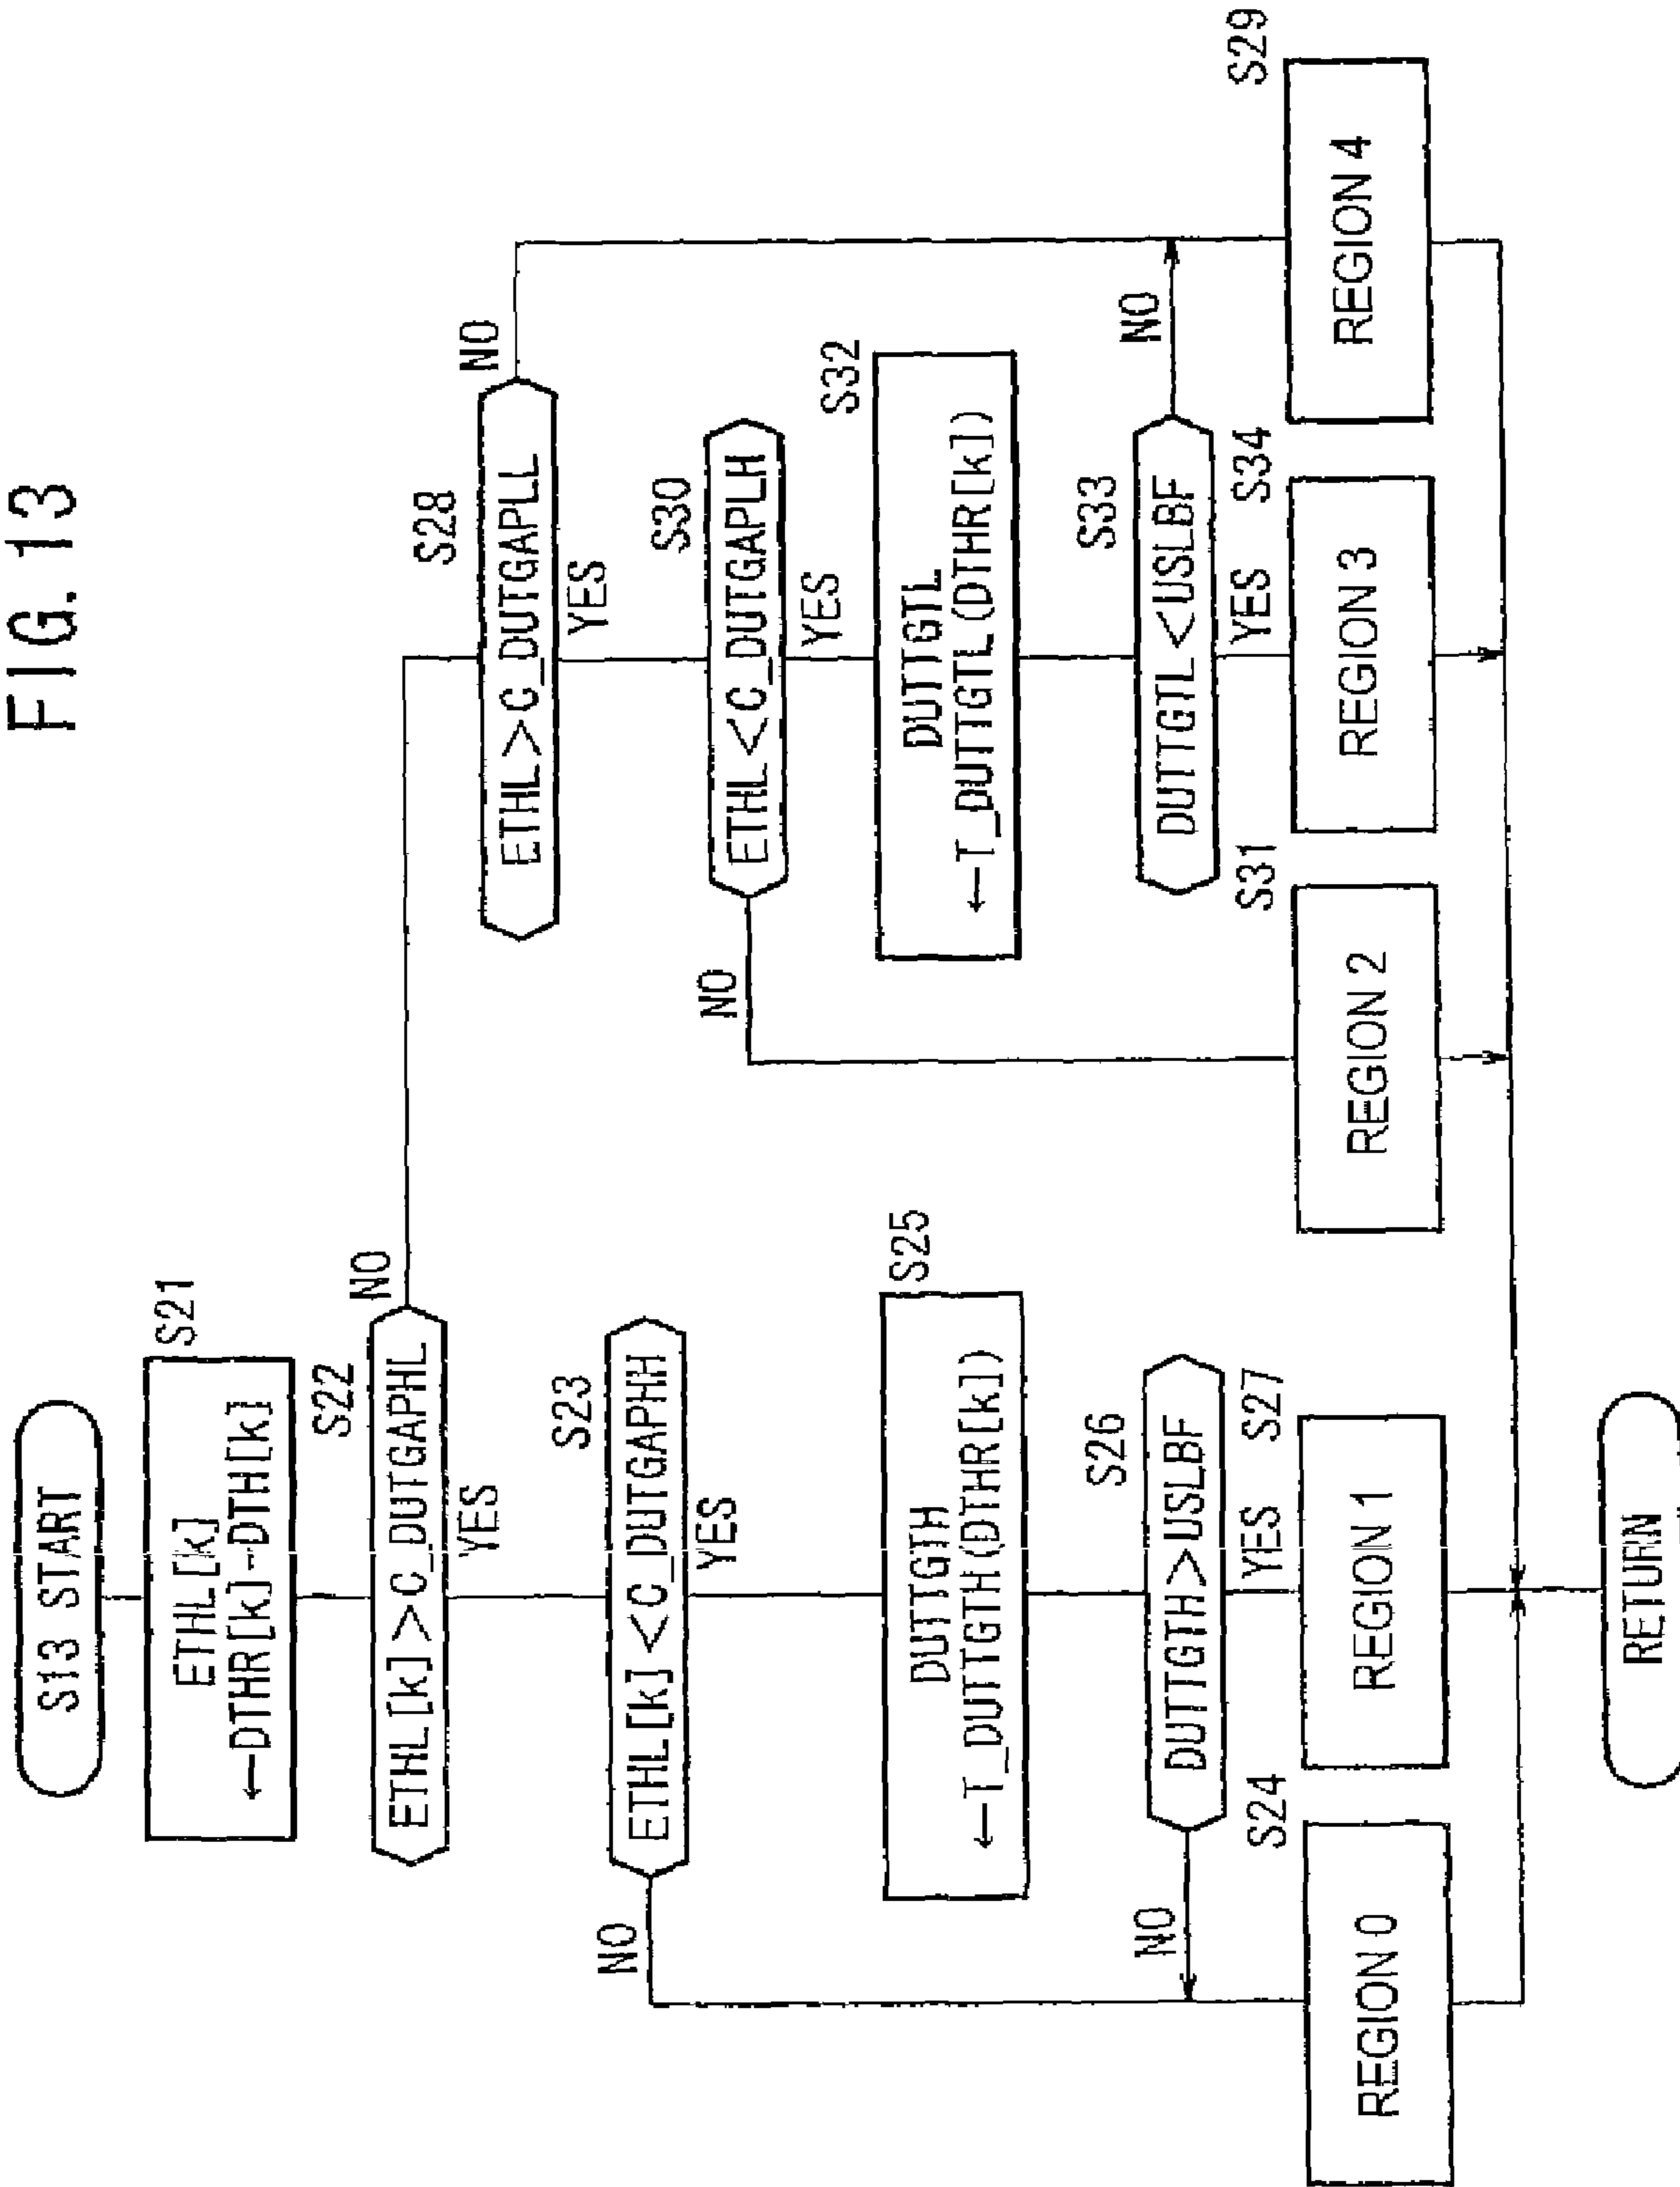 FIG. 13
S13 START
S21
ETHL[k]
←DTHR[k]-DTH[k]
S22
ETHL[k]>C_DUTGAPHL
NO
YES
S23
ETHL[k]<C_DUTGAPHH
NO
YES
S25
DUTTGTH
←T_DUTTGTH(DTHR[k])
S26
DUTTGTH>USLBF
NO
YES
S24
REGION 0
S27
REGION 1
S28
ETHL>C_DUTGAPLL
NO
YES
S30
ETHL<C_DUTGAPLH
NO
YES
S32
DUTTGTL
←T_DUTTGTL(DTHR[k])
S33
DUTTGTL<USLBF
NO
YES
S31
REGION 2
S34
REGION 3
S29
REGION 4
RETURN